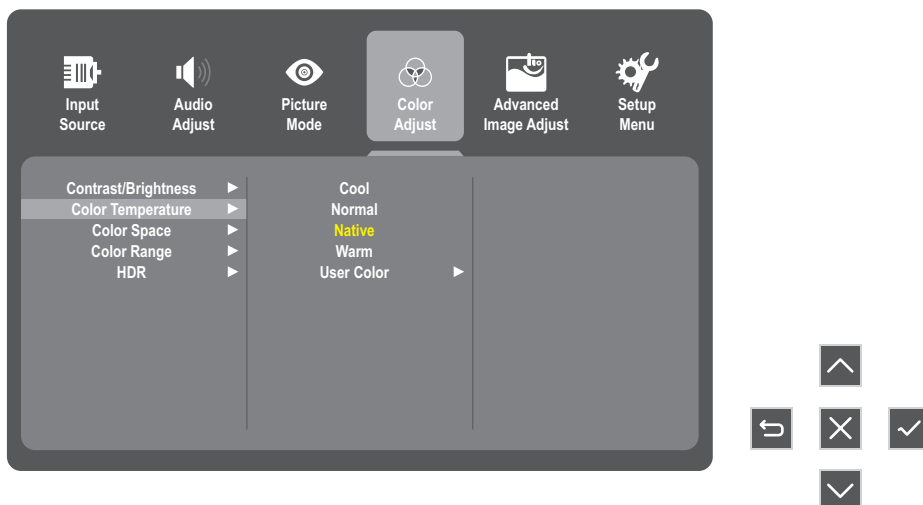 Input
Source
Audio
Adjust
Picture
Mode
Color
Adjust
Advanced
Image Adjust
Setup
Menu
Contrast/Brightness
Color Temperature
Color Space
Color Range
HDR
Cool
Normal
Native
Warm
User Color